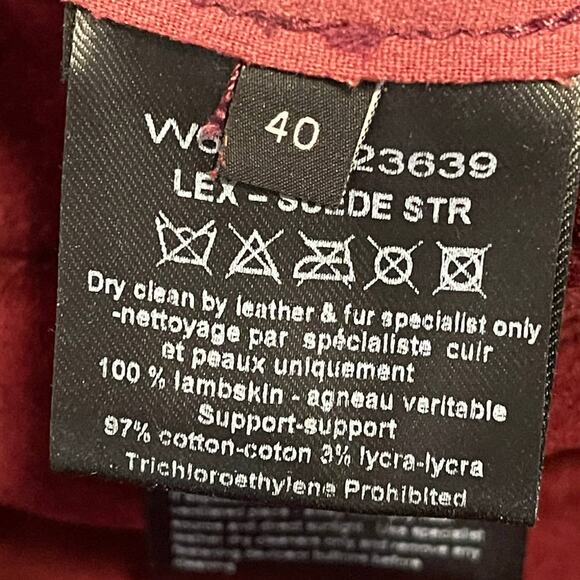 40
23639
LEX - SUEDE STR
Dry clean by leather & fur specialist only
-nettoyage par spécialiste cuir
et peaux uniquement
100 % lambskin - agneau veritable
Support-support
97% cotton-coton 3% lycra-lycra
Trichloroethylene Prohibited